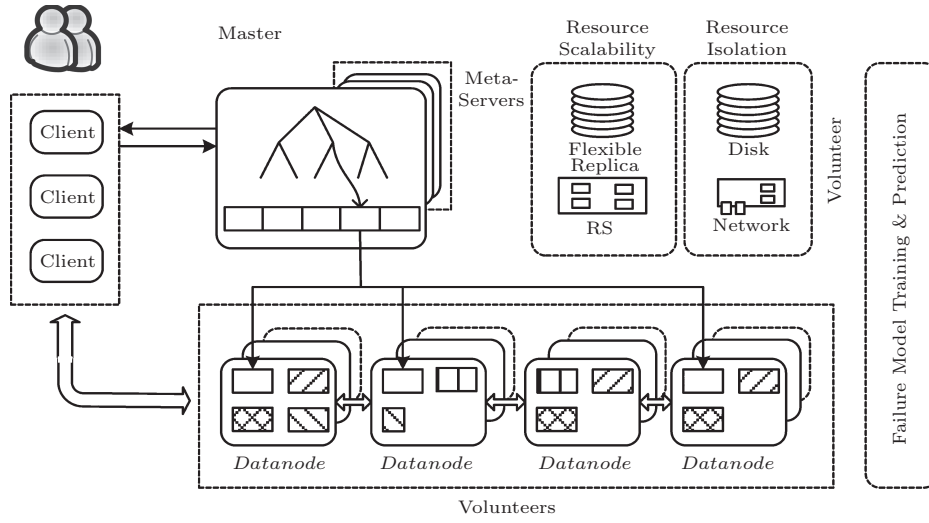 Master
Meta-
Servers
Resource
Scalability
Resource
Isolation
Client
Client
Client
Flexible
Replica
RS
Disk
Network
Volunteer
Failure Model Training & Prediction
Datanode
Datanode
Datanode
Datanode
Volunteers